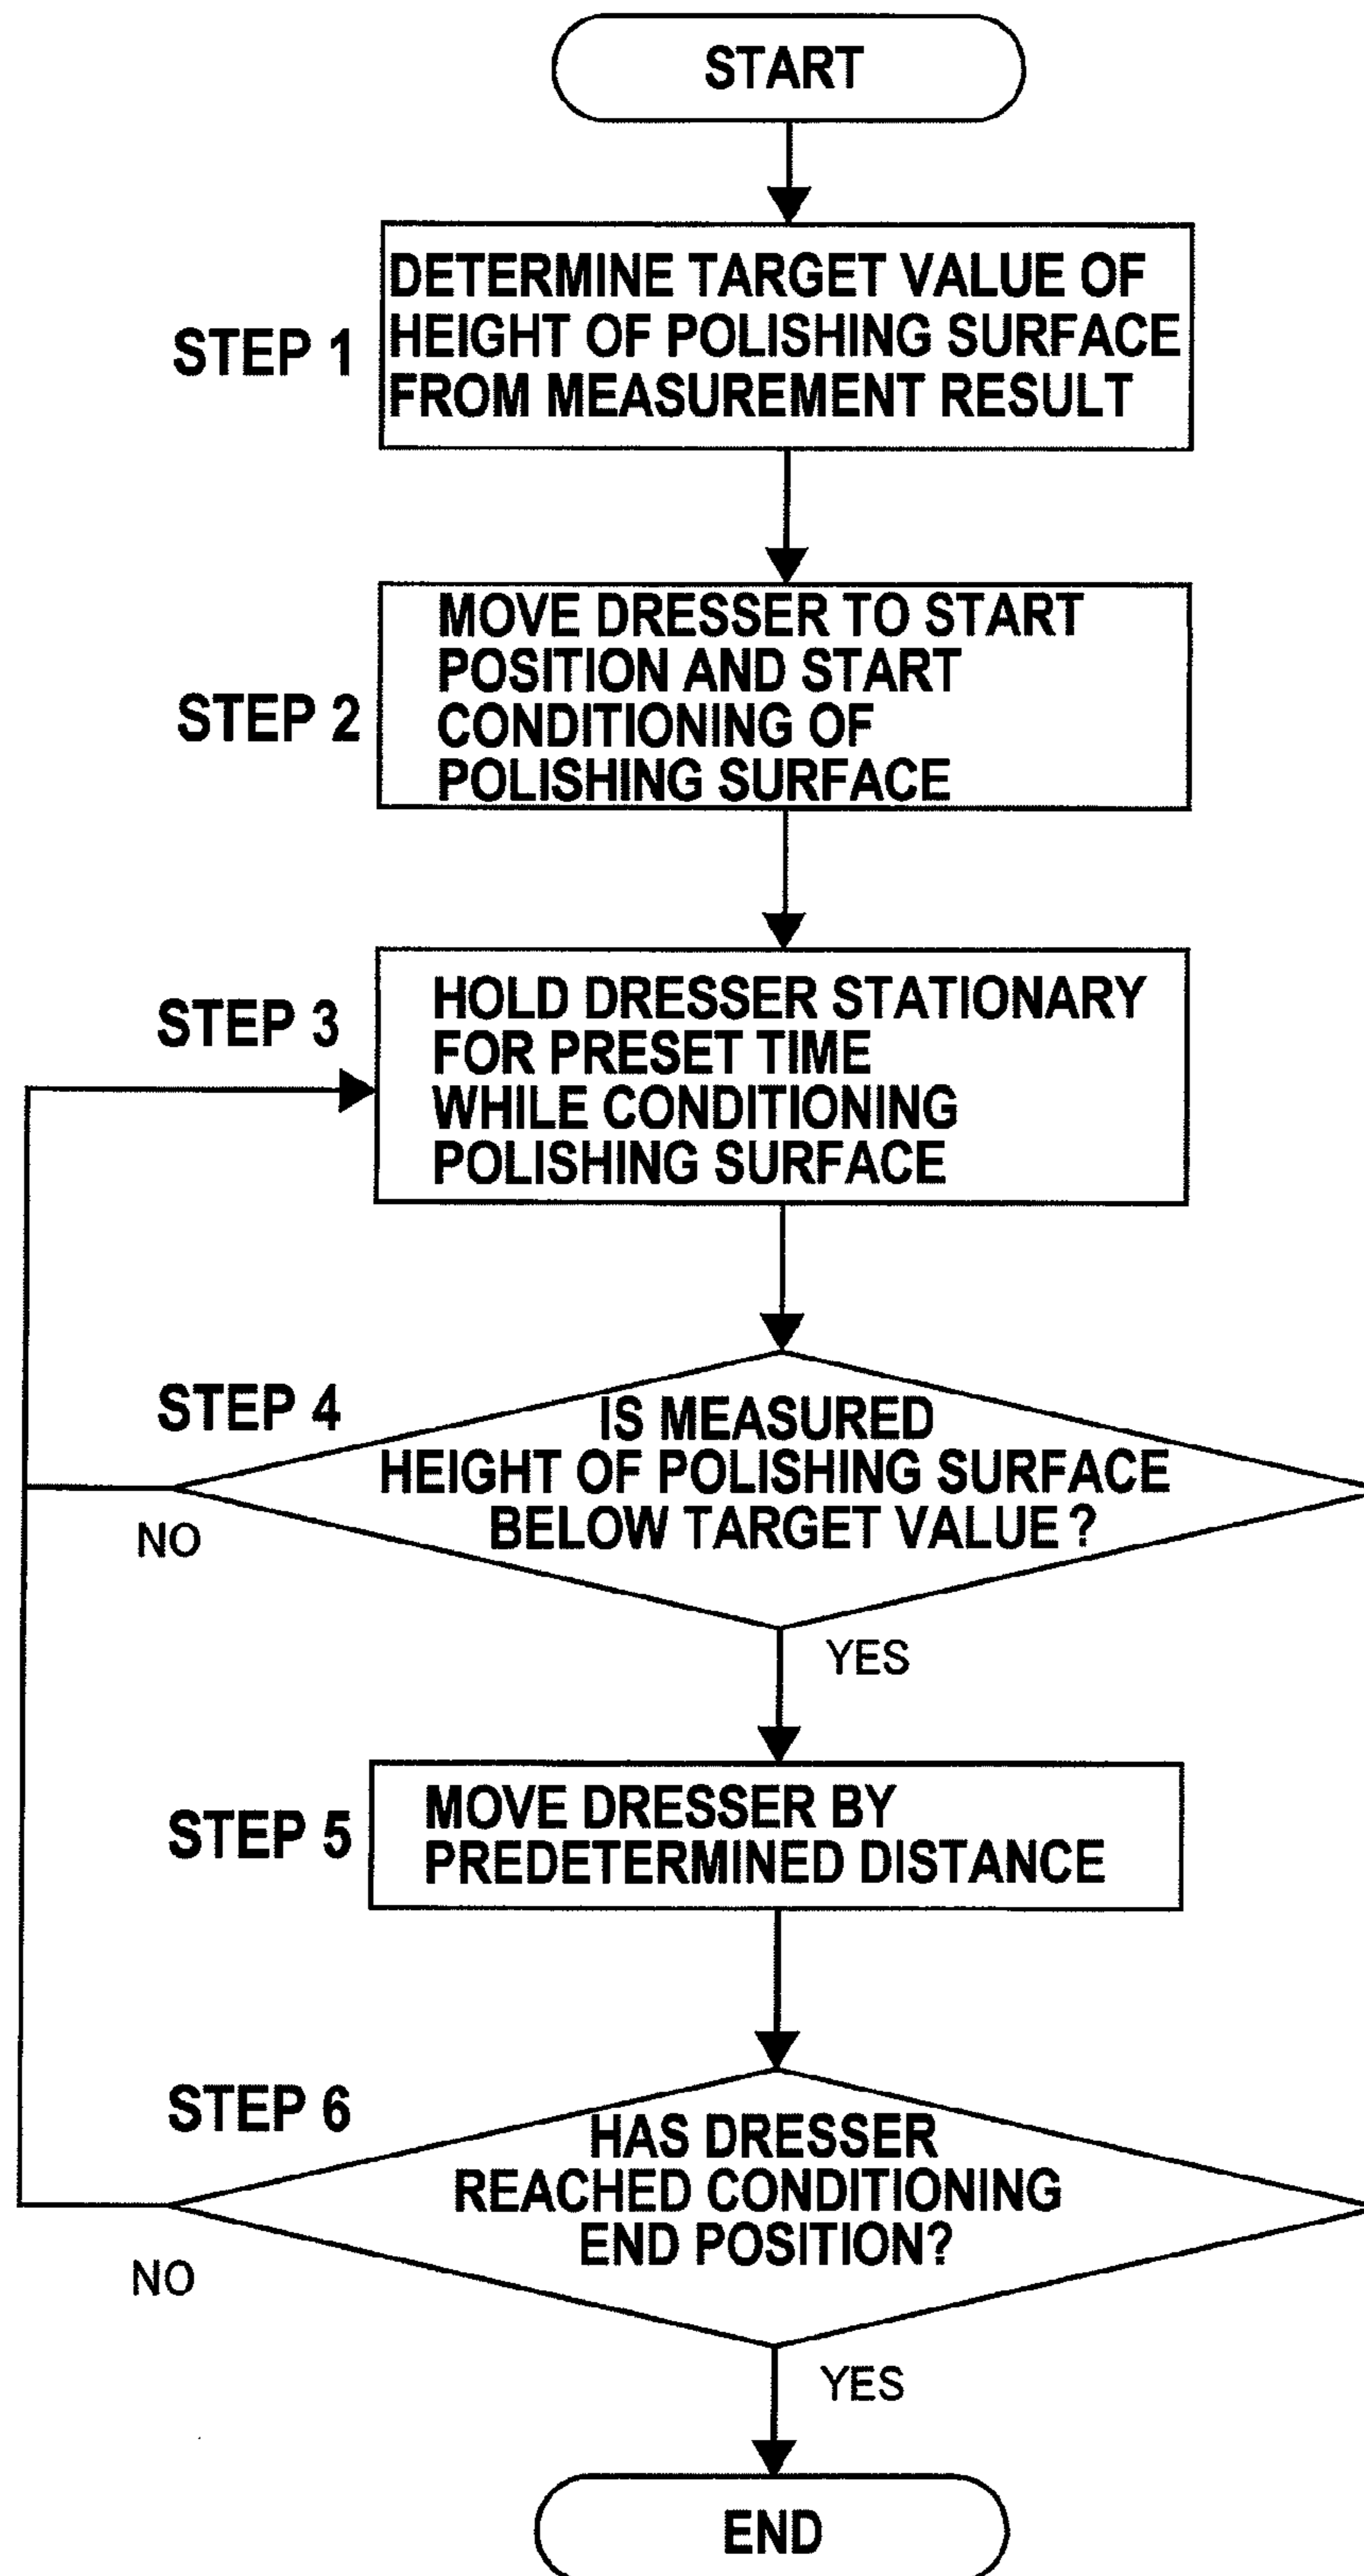 START
STEP 1
DETERMINE TARGET VALUE OF
HEIGHT OF POLISHING SURFACE
FROM MEASUREMENT RESULT
STEP 2
MOVE DRESSER TO START
POSITION AND START
CONDITIONING OF
POLISHING SURFACE
STEP 3
HOLD DRESSER STATIONARY
FOR PRESET TIME
WHILE CONDITIONING
POLISHING SURFACE
STEP 4
IS MEASURED
HEIGHT OF POLISHING SURFACE
BELOW TARGET VALUE ?
NO
YES
STEP 5
MOVE DRESSER BY
PREDETERMINED DISTANCE
STEP 6
HAS DRESSER
REACHED CONDITIONING
END POSITION?
NO
YES
END